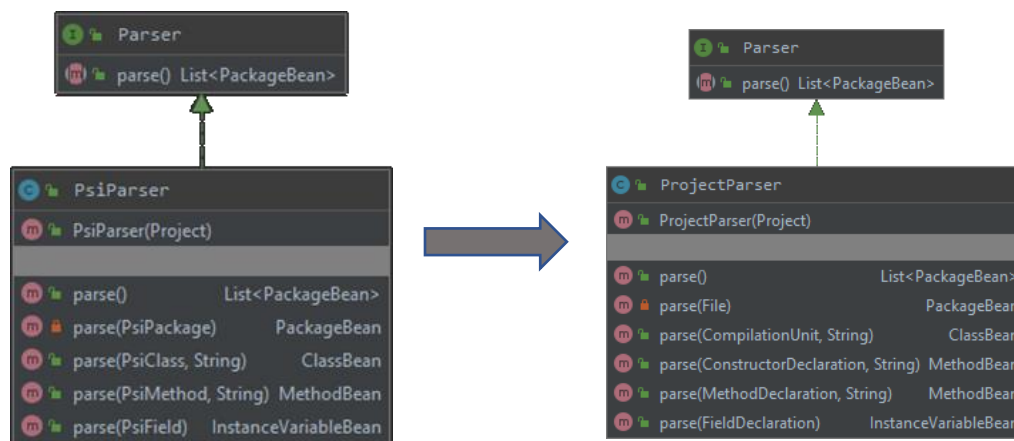 Parser
parse() List<PackageBean>
PsiParser
PsiParser(Project)
parse() List<PackageBean>
parse(PsiPackage) PackageBean
parse(PsiClass, String) ClassBean
parse(PsiMethod, String) MethodBean
parse(PsiField) InstanceVariableBean
Parser
parse() List<PackageBean>
ProjectParser
ProjectParser(Project)
parse() List<PackageBean>
parse(File) PackageBean
parse(CompilationUnit, String) ClassBean
parse(ConstructorDeclaration, String) MethodBean
parse(MethodDeclaration, String) MethodBean
parse(FieldDeclaration) InstanceVariableBean